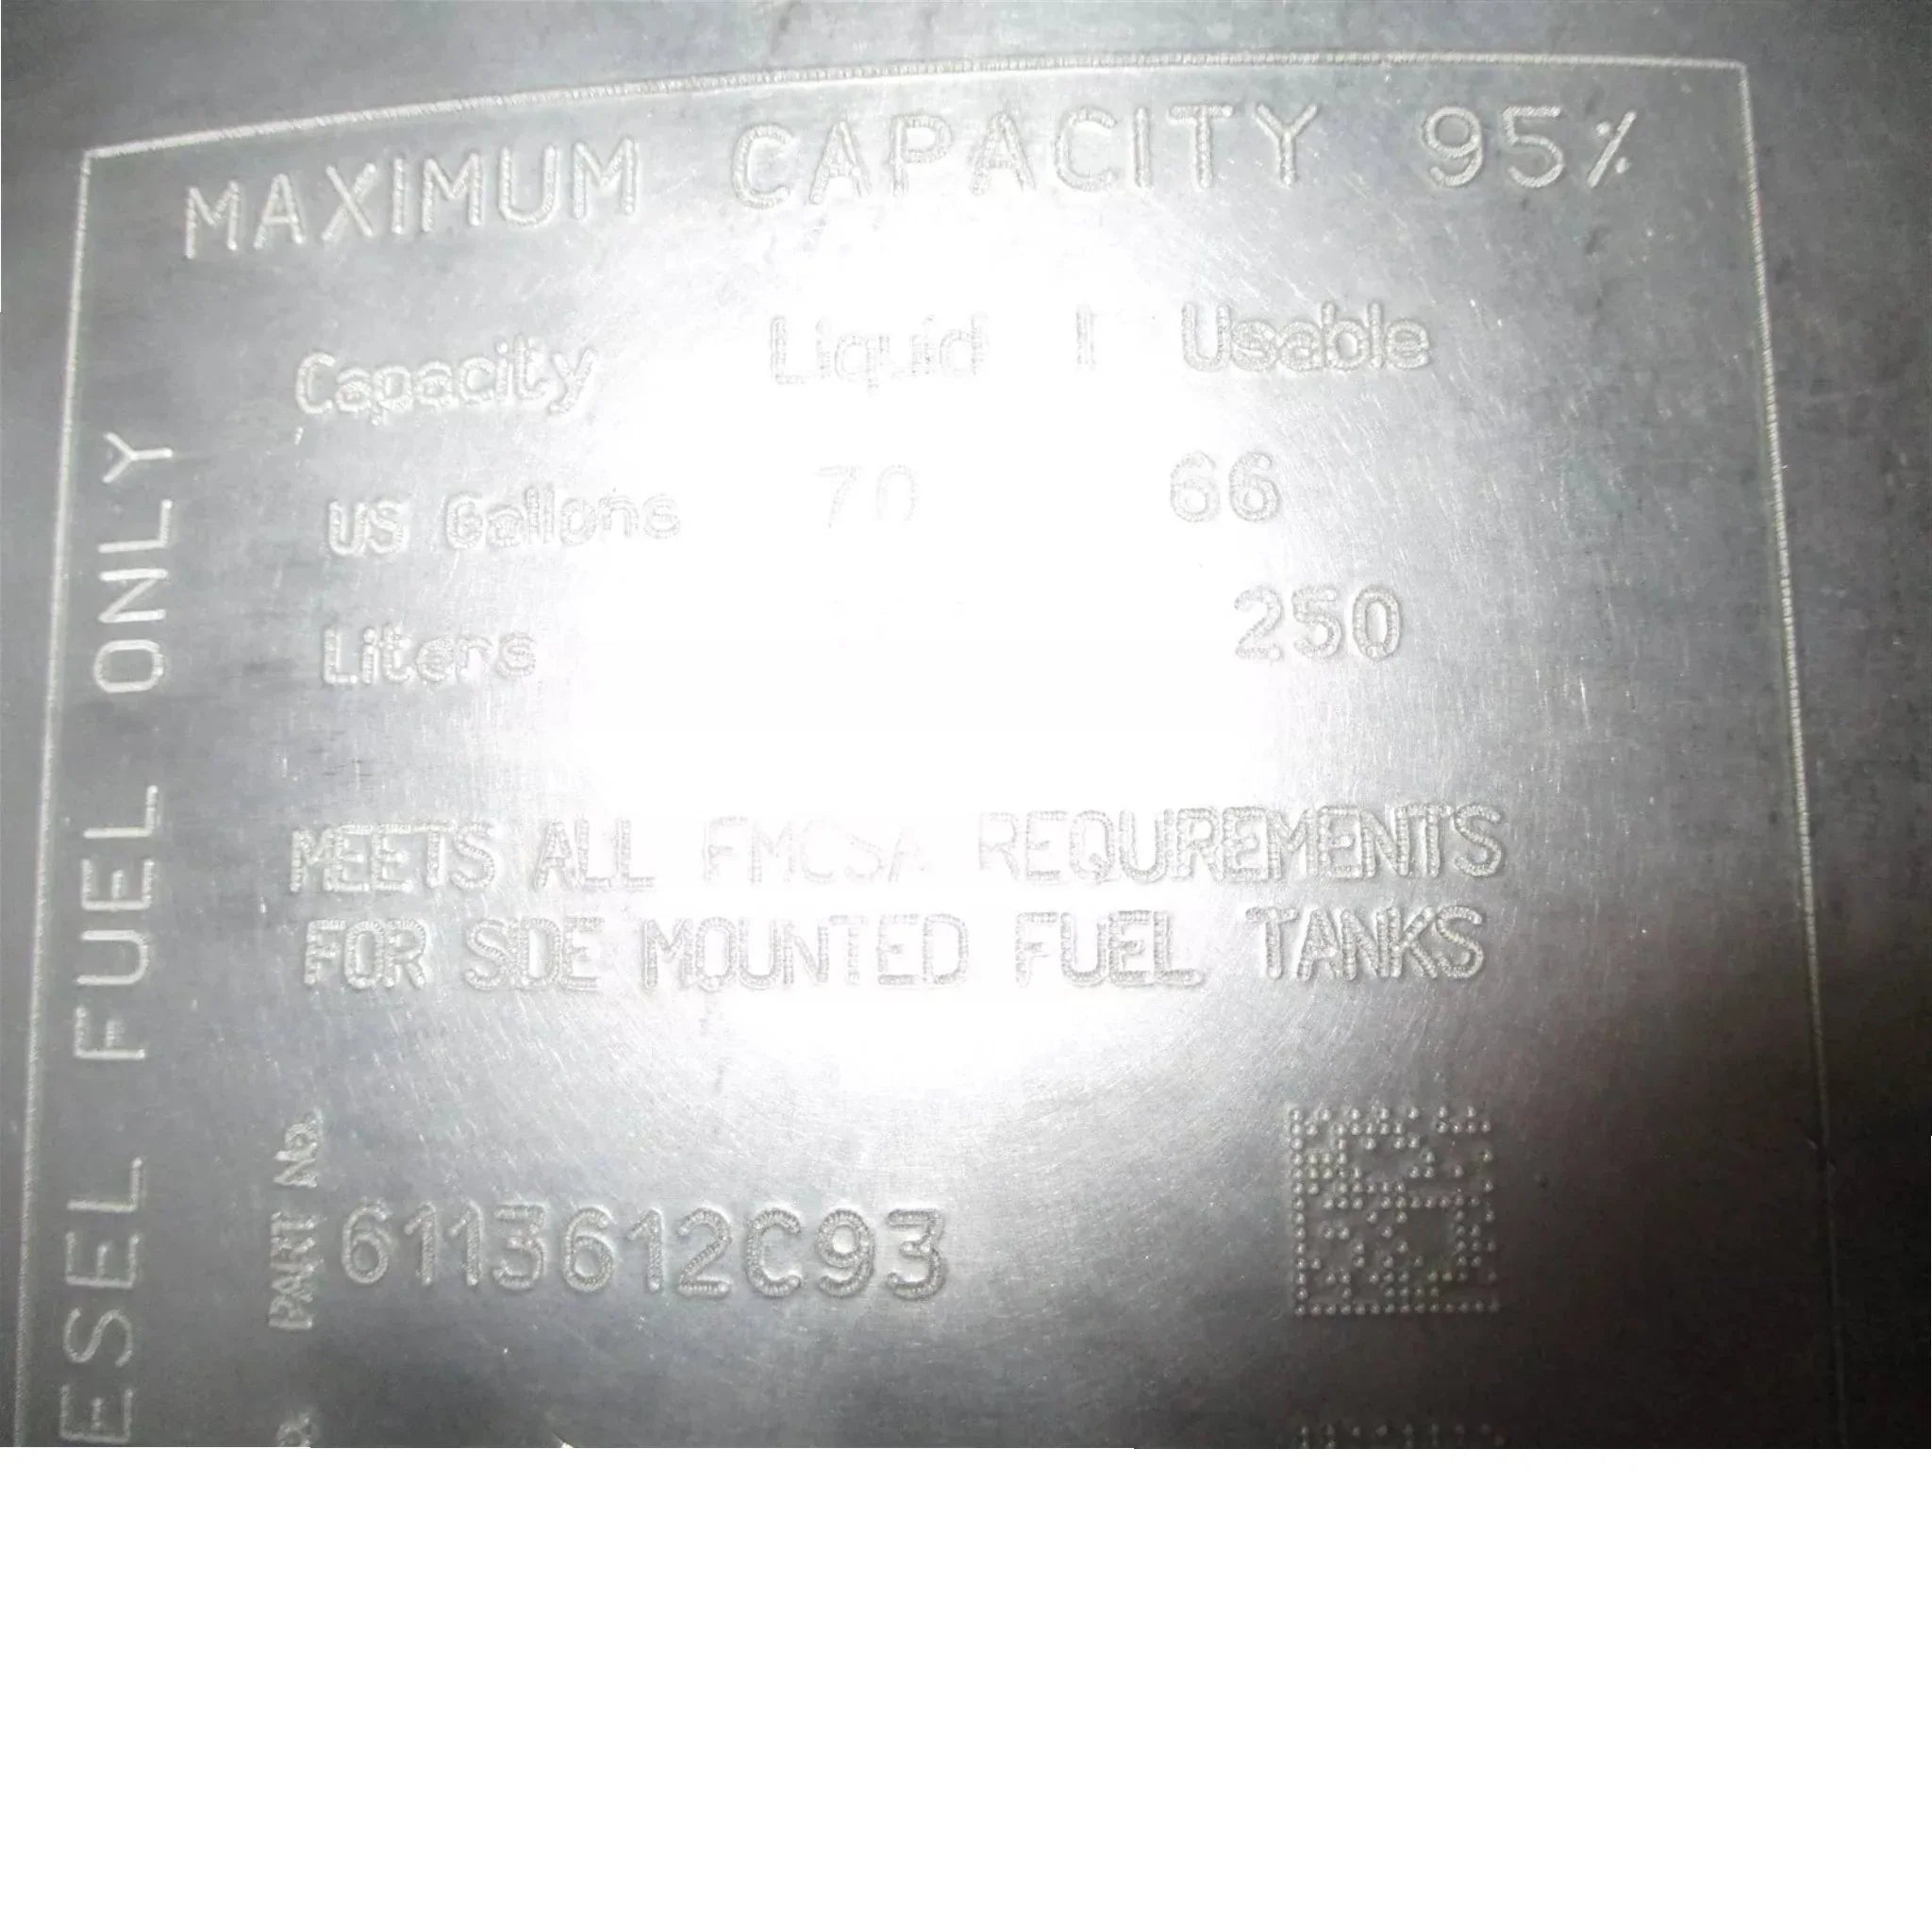 MAXIMUM CAPACITY 95%
Capacity Liquid | Usable
US Gallons 70 66
Liters 250
MEETS ALL FMCSA REQUIREMENTS
FOR SIDE MOUNTED FUEL TANKS
PART No.
6113612C93
ESEL FUEL ONLY